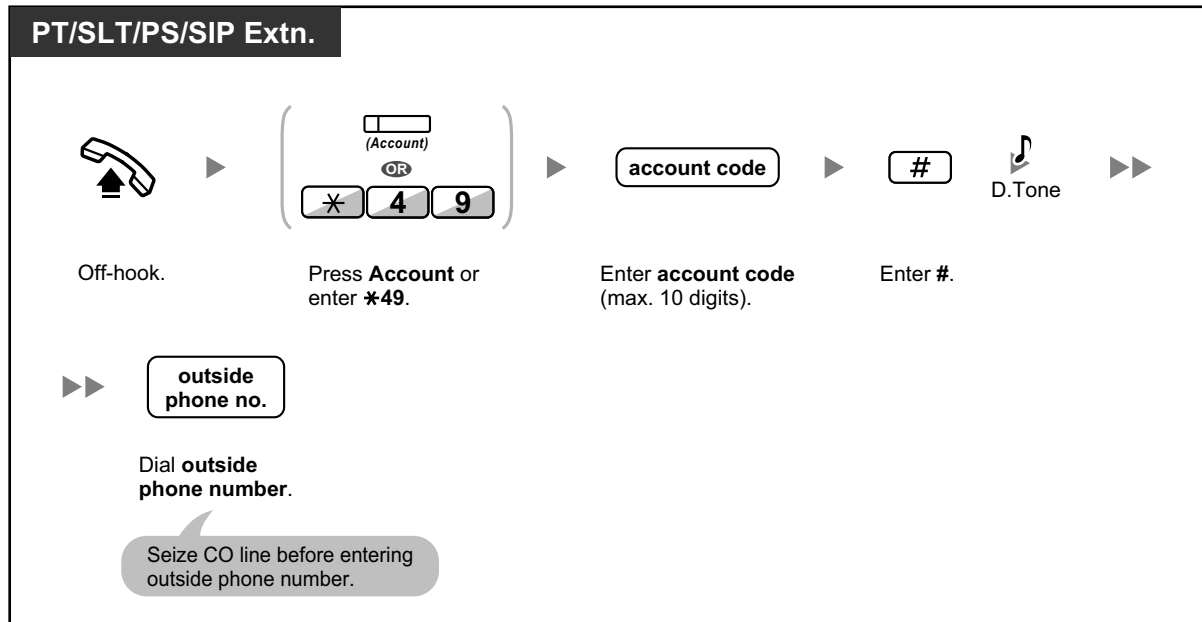 PT/SLT/PS/SIP Extn.
(Account)
OR
* 4 9
account code
#
D.Tone
Off-hook.
Press Account or
enter *49.
Enter account code
(max. 10 digits).
Enter #.
outside
phone no.
Dial outside
phone number.
Seize CO line before entering
outside phone number.